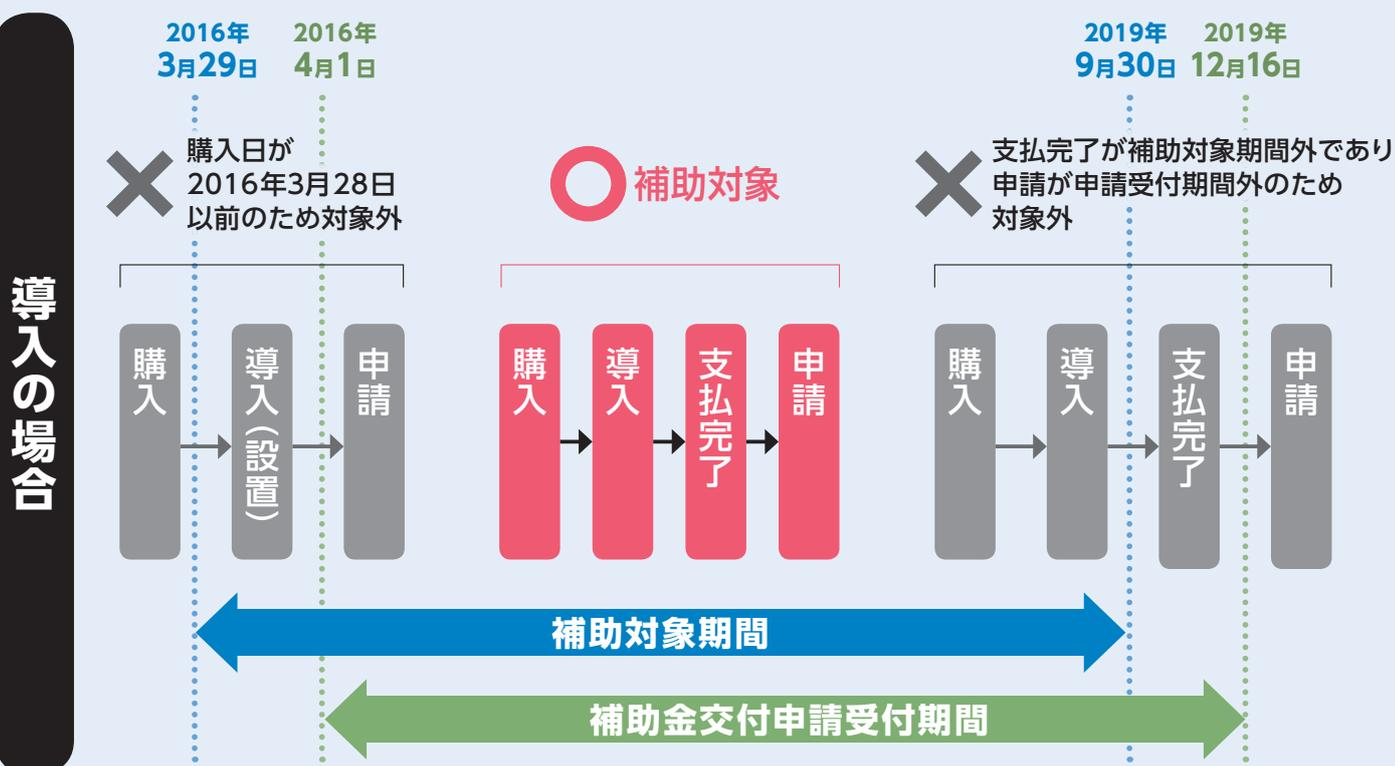 導入の場合
2016年
3月29日
2016年
4月1日
2019年
9月30日
2019年
12月16日
購入日が
2016年3月28日
以前のため対象外
補助対象
支払完了が補助対象期間外であり
申請が申請受付期間外のため
対象外
購入
導入(設置)
申請
購入
導入
支払完了
申請
購入
導入
支払完了
申請
補助対象期間
補助金交付申請受付期間